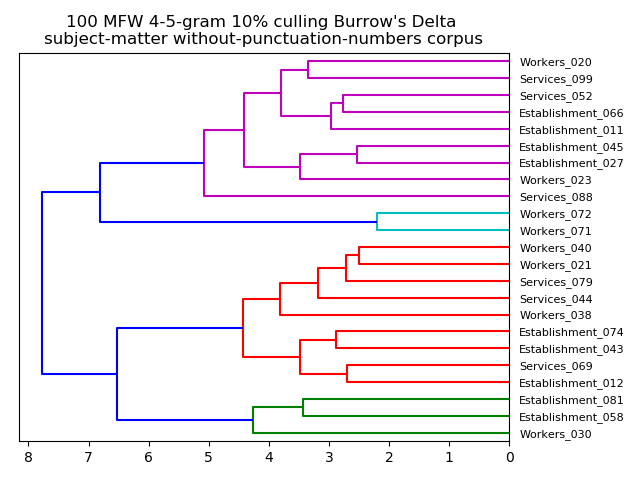 100 MFW 4-5-gram 10% culling Burrow's Delta
subject-matter without-punctuation-numbers corpus
Workers_020
Services_099
Services_052
Establishment_066
Establishment_011
Establishment_045
Establishment_027
Workers_023
Services_088
Workers_072
Workers_071
Workers_040
Workers_021
Services_079
Services_044
Workers_038
Establishment_074
Establishment_043
Services_069
Establishment_012
Establishment_081
Establishment_058
Workers_030
8 7 6 5 4 3 2 1 0